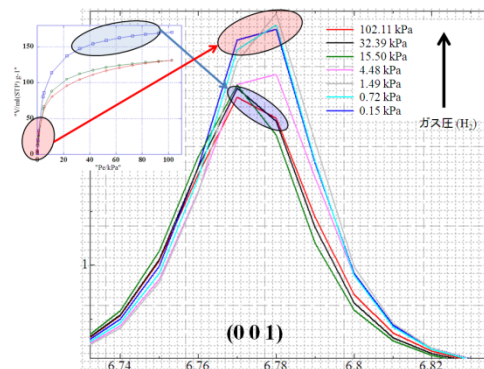 170
150
100
50
0
"V/ml(STP) g-1"
0 20 40 60 80 100
"Pe/kPa"
102.11 kPa
32.39 kPa
15.50 kPa
4.48 kPa
1.49 kPa
0.72 kPa
0.15 kPa
ガス圧 (H2)
1
(0 0 1)
6.74 6.76 6.78 6.8 6.82